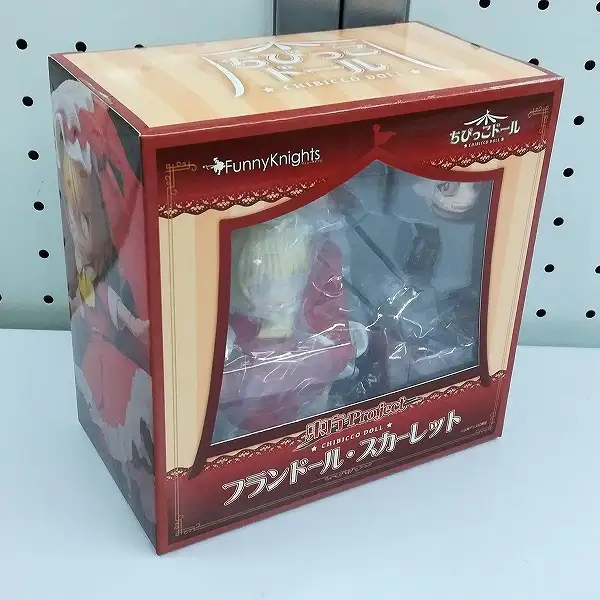 ちびっこ
ドール
CHIBICCO DOLL
FunnyKnights
ちびっこドール
CHIBICCO DOLL
東方Project
CHIBICCO DOLL
フランドール・スカーレット